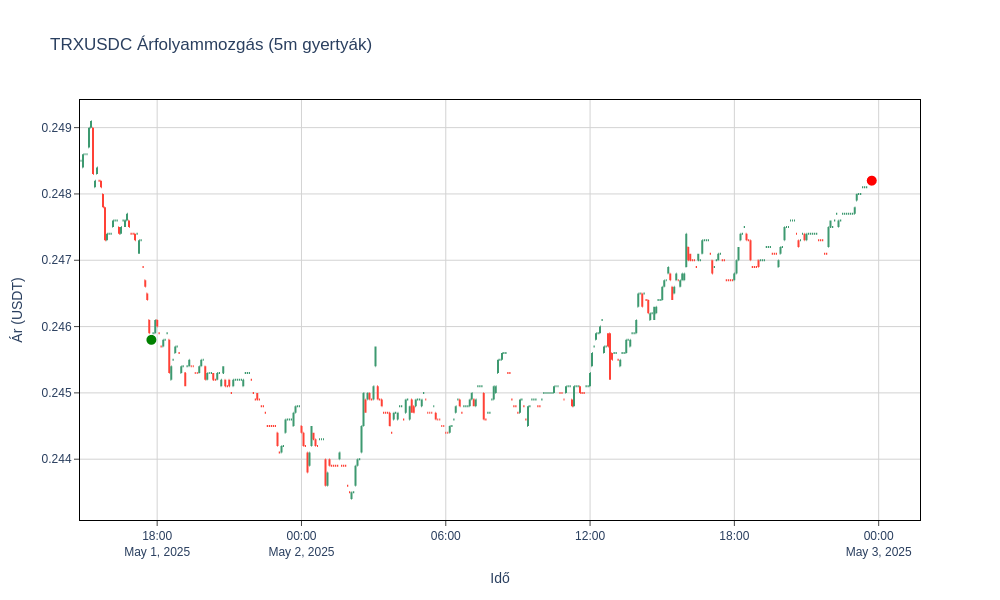 TRXUSDC Árfolyammozgás (5m gyertyák)
0.249
0.248
0.247
0.246
0.245
0.244
Ár (USDT)
18:00 00:00 06:00 12:00 18:00 00:00
May 1, 2025 May 2, 2025 May 3, 2025
Idő